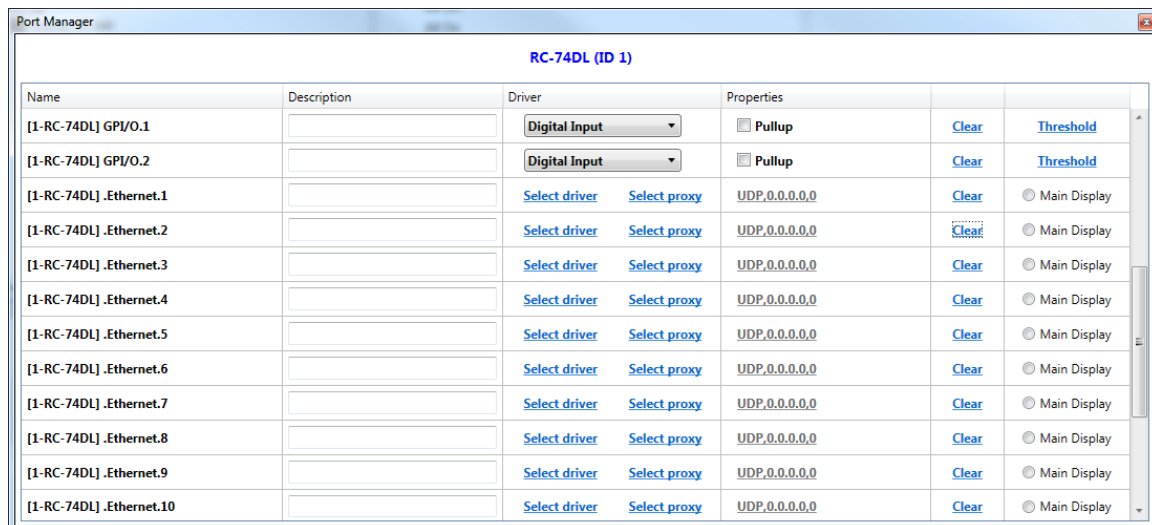 Port Manager
RC-74DL (ID 1)
Name Description Driver Properties
[1-RC-74DL] GPI/O.1 Digital Input Pullup Clear Threshold
[1-RC-74DL] GPI/O.2 Digital Input Pullup Clear Threshold
[1-RC-74DL] .Ethernet.1 Select driver Select proxy UDP,0.0.0.0,0 Clear Main Display
[1-RC-74DL] .Ethernet.2 Select driver Select proxy UDP,0.0.0.0,0 Clear Main Display
[1-RC-74DL] .Ethernet.3 Select driver Select proxy UDP,0.0.0.0,0 Clear Main Display
[1-RC-74DL] .Ethernet.4 Select driver Select proxy UDP,0.0.0.0,0 Clear Main Display
[1-RC-74DL] .Ethernet.5 Select driver Select proxy UDP,0.0.0.0,0 Clear Main Display
[1-RC-74DL] .Ethernet.6 Select driver Select proxy UDP,0.0.0.0,0 Clear Main Display
[1-RC-74DL] .Ethernet.7 Select driver Select proxy UDP,0.0.0.0,0 Clear Main Display
[1-RC-74DL] .Ethernet.8 Select driver Select proxy UDP,0.0.0.0,0 Clear Main Display
[1-RC-74DL] .Ethernet.9 Select driver Select proxy UDP,0.0.0.0,0 Clear Main Display
[1-RC-74DL] .Ethernet.10 Select driver Select proxy UDP,0.0.0.0,0 Clear Main Display